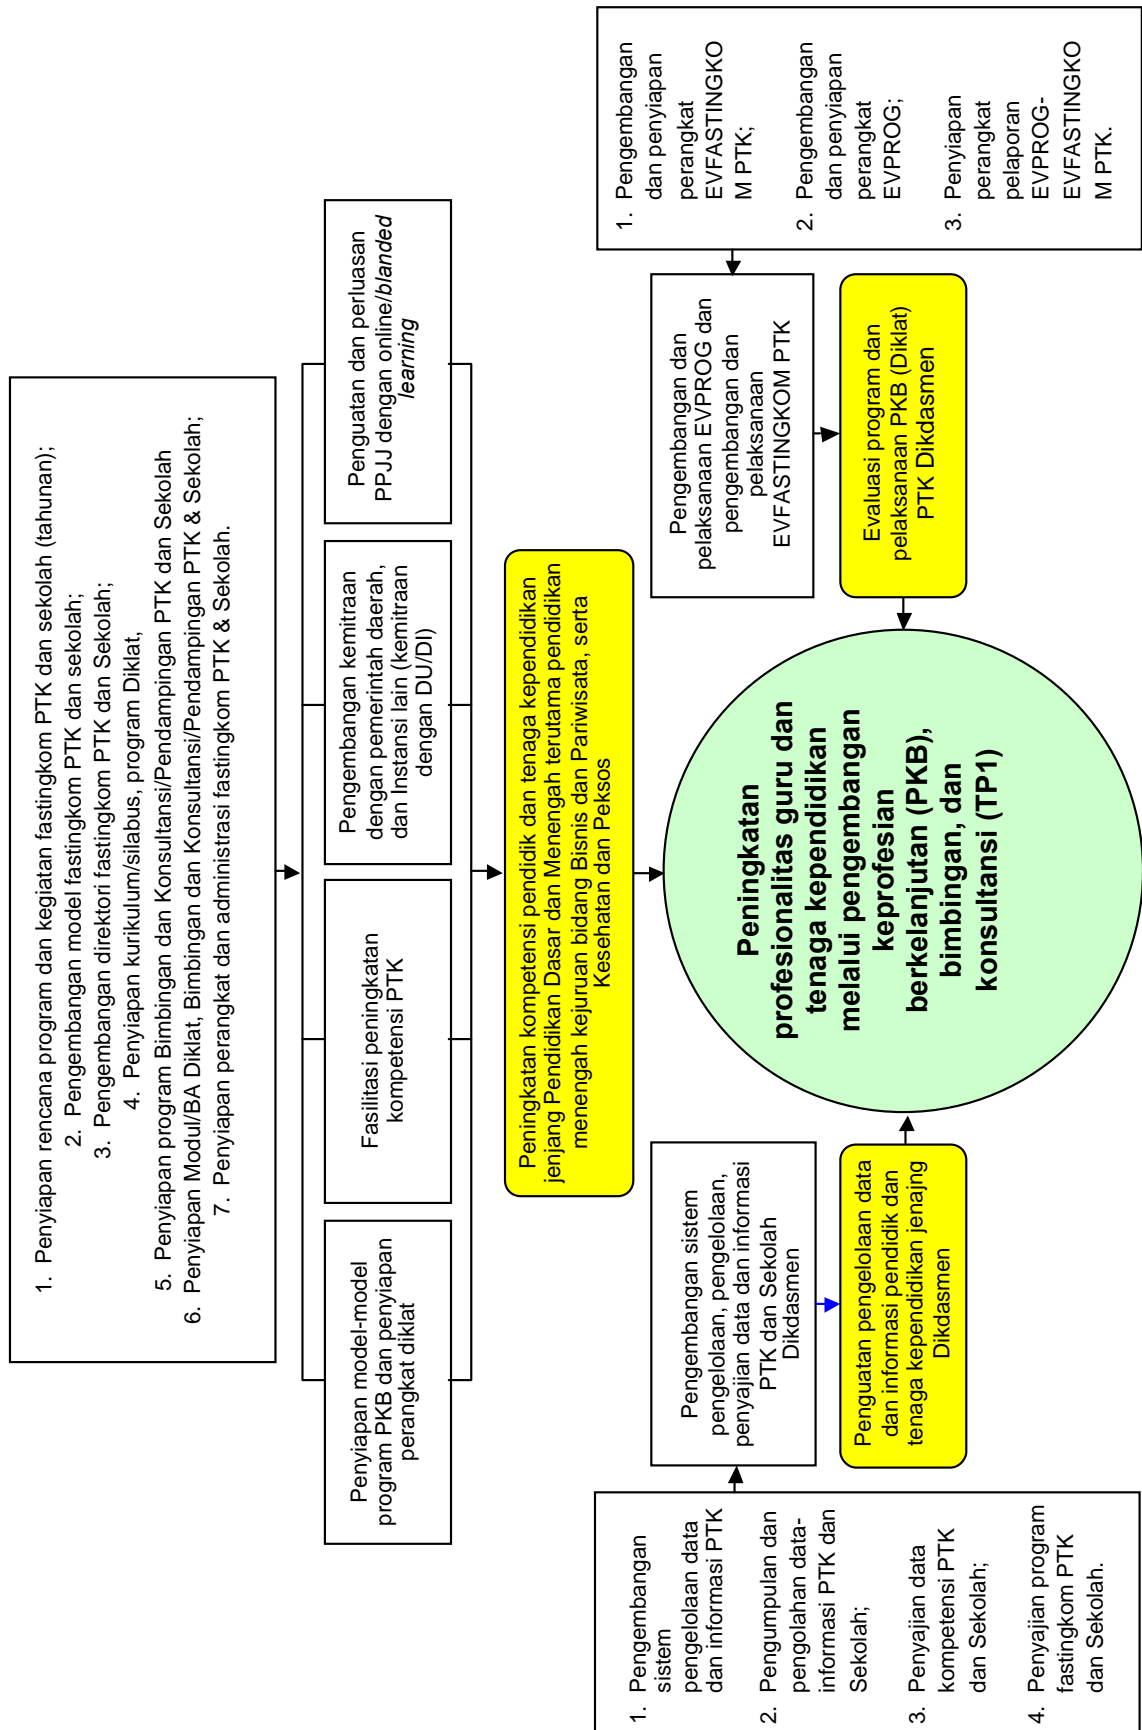 1. Penyiapan rencana program dan kegiatan fastingkom PTK dan sekolah (tahunan);
2. Pengembangan model fastingkom PTK dan sekolah;
3. Pengembangan direktori fastingkom PTK dan Sekolah;
4. Penyiapan kurikulum/silabus, program Diklat,
5. Penyiapan program Bimbingan dan Konsultansi/Pendampingan PTK dan Sekolah
6. Penyiapan Modul/BA Diklat, Bimbingan dan Konsultansi/Pendampingan PTK & Sekolah;
7. Penyiapan perangkat dan administrasi fastingkom PTK & Sekolah.
Penyiapan model-model
program PKB dan penyiapan
perangkat diklat
Fasilitasi peningkatan
kompetensi PTK
Pengembangan kemitraan
dengan pemerintah daerah,
dan Instansi lain (kemitraan
dengan DU/DI)
Penguatan dan perluasan
PPJJ dengan online/blanded
learning
Peningkatan kompetensi pendidik dan tenaga kependidikan
jenjang Pendidikan Dasar dan Menengah terutama pendidikan
menengah kejuruan bidang Bisnis dan Pariwisata, serta
Kesehatan dan Peksos
1. Pengembangan
sistem
pengelolaan data
dan informasi PTK
2. Pengumpulan dan
pengolahan data-
informasi PTK dan
Sekolah;
3. Penyajian data
kompetensi PTK
dan Sekolah;
4. Penyajian program
fastingkom PTK
dan Sekolah.
Pengembangan sistem
pengelolaan, pengelolaan,
penyajian data dan informasi
PTK dan Sekolah
Dikdasmen
Penguatan pengelolaan data
dan informasi pendidik dan
tenaga kependidikan jenajng
Dikdasmen
Peningkatan
profesionalitas guru dan
tenaga kependidikan
melalui pengembangan
keprofesian
berkelanjutan (PKB),
bimbingan, dan
konsultansi (TP1)
Pengembangan dan
pelaksanaan EVPROG dan
pengembangan dan
pelaksanaan
EVFASTINGKOM PTK
Evaluasi program dan
pelaksanaan PKB (Diklat)
PTK Dikdasmen
1. Pengembangan
dan penyiapan
perangkat
EVFASTINGKO
M PTK;
2. Pengembangan
dan penyiapan
perangkat
EVPROG;
3. Penyiapan
perangkat
pelaporan
EVPROG-
EVFASTINGKO
M PTK.